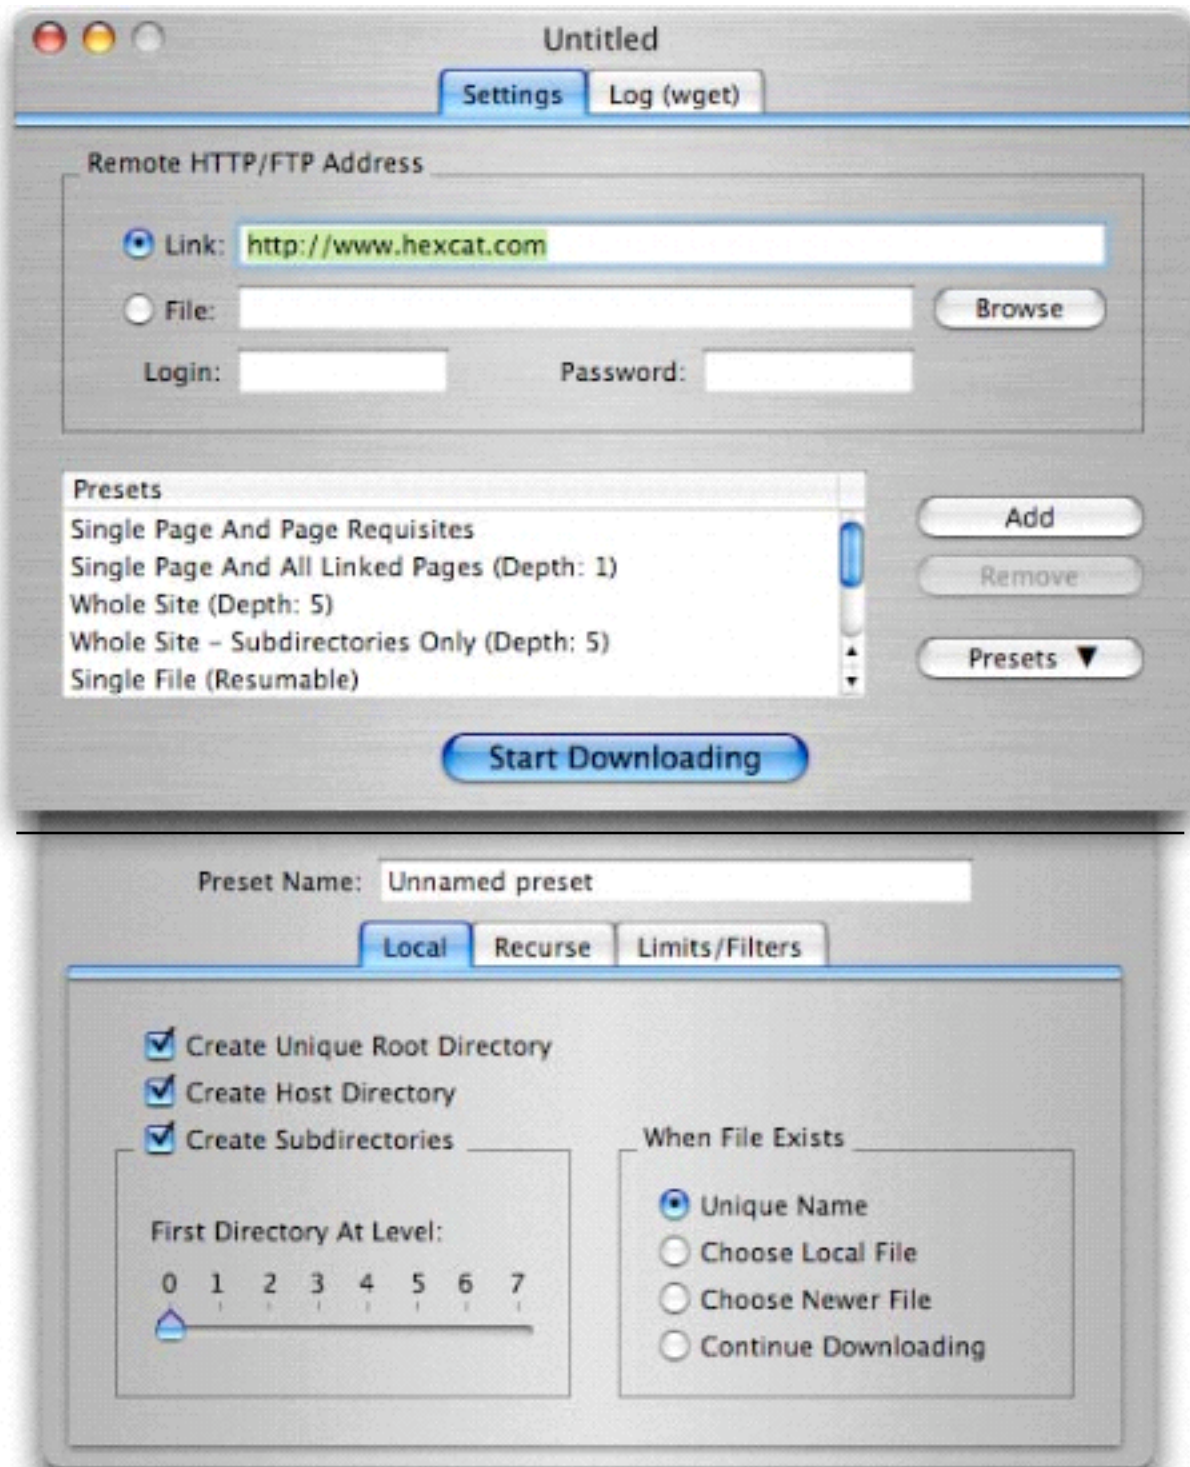 Untitled
Settings Log (wget)
Remote HTTP/FTP Address
Link: http://www.hexcat.com
File: Browse
Login: Password:
Presets
Single Page And Page Requisites
Single Page And All Linked Pages (Depth: 1)
Whole Site (Depth: 5)
Whole Site – Subdirectories Only (Depth: 5)
Single File (Resumable)
Add
Remove
Presets ▼
Start Downloading
Preset Name: Unnamed preset
Local Recurse Limits/Filters
Create Unique Root Directory
Create Host Directory
Create Subdirectories
First Directory At Level:
0 1 2 3 4 5 6 7
When File Exists
Unique Name
Choose Local File
Choose Newer File
Continue Downloading